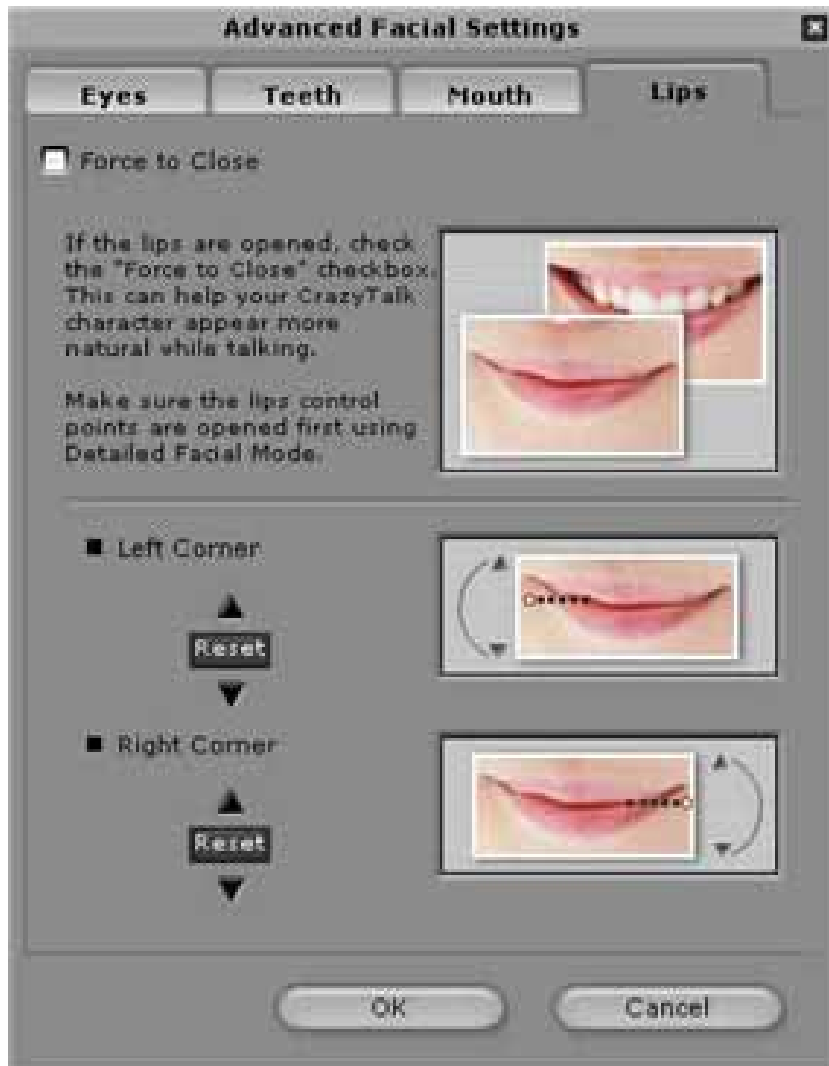 Advanced Facial Settings
Eyes Teeth Mouth Lips
Force to Close
If the lips are opened, check
the "Force to Close" checkbox.
This can help your CrazyTalk
character appear more
natural while talking.
Make sure the lips control
points are opened first using
Detailed Facial Mode.
Left Corner
Reset
Right Corner
Reset
OK Cancel